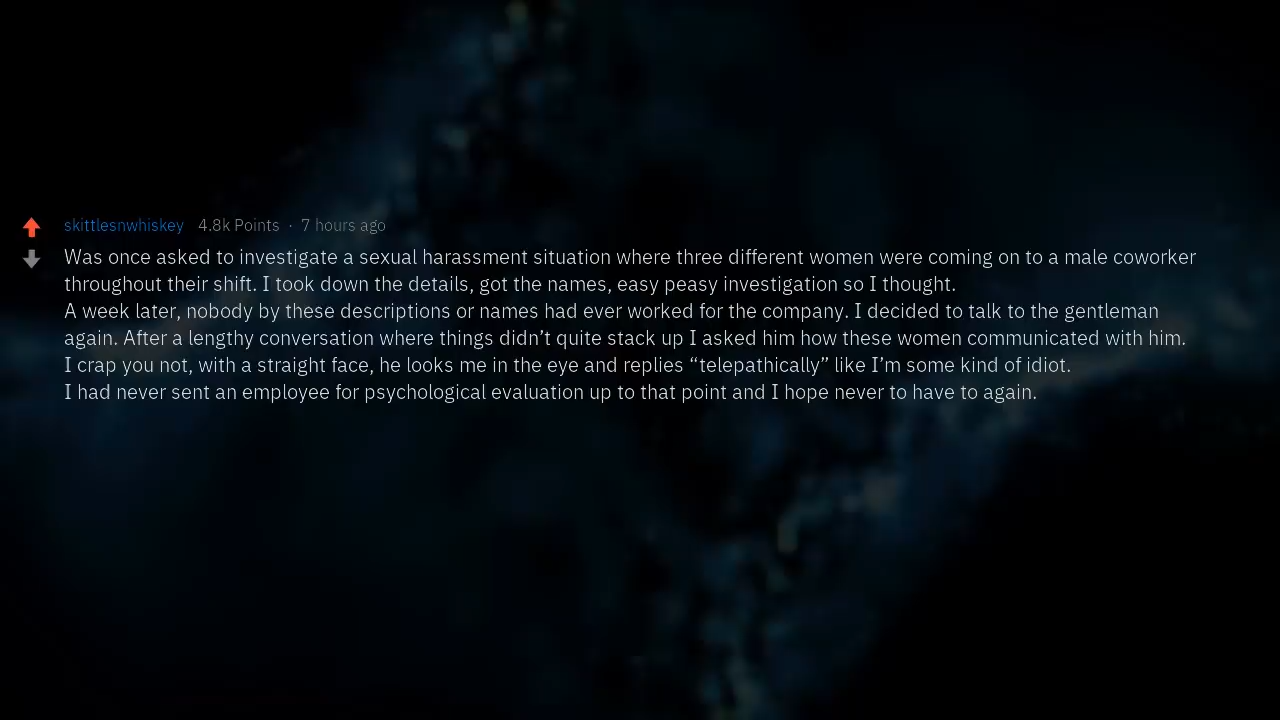 skittlesnwhiskey 4.8k Points · 7 hours ago
Was once asked to investigate a sexual harassment situation where three different women were coming on to a male coworker
throughout their shift. I took down the details, got the names, easy peasy investigation so I thought.
A week later, nobody by these descriptions or names had ever worked for the company. I decided to talk to the gentleman
again. After a lengthy conversation where things didn’t quite stack up I asked him how these women communicated with him.
I crap you not, with a straight face, he looks me in the eye and replies “telepathically” like I’m some kind of idiot.
I had never sent an employee for psychological evaluation up to that point and I hope never to have to again.